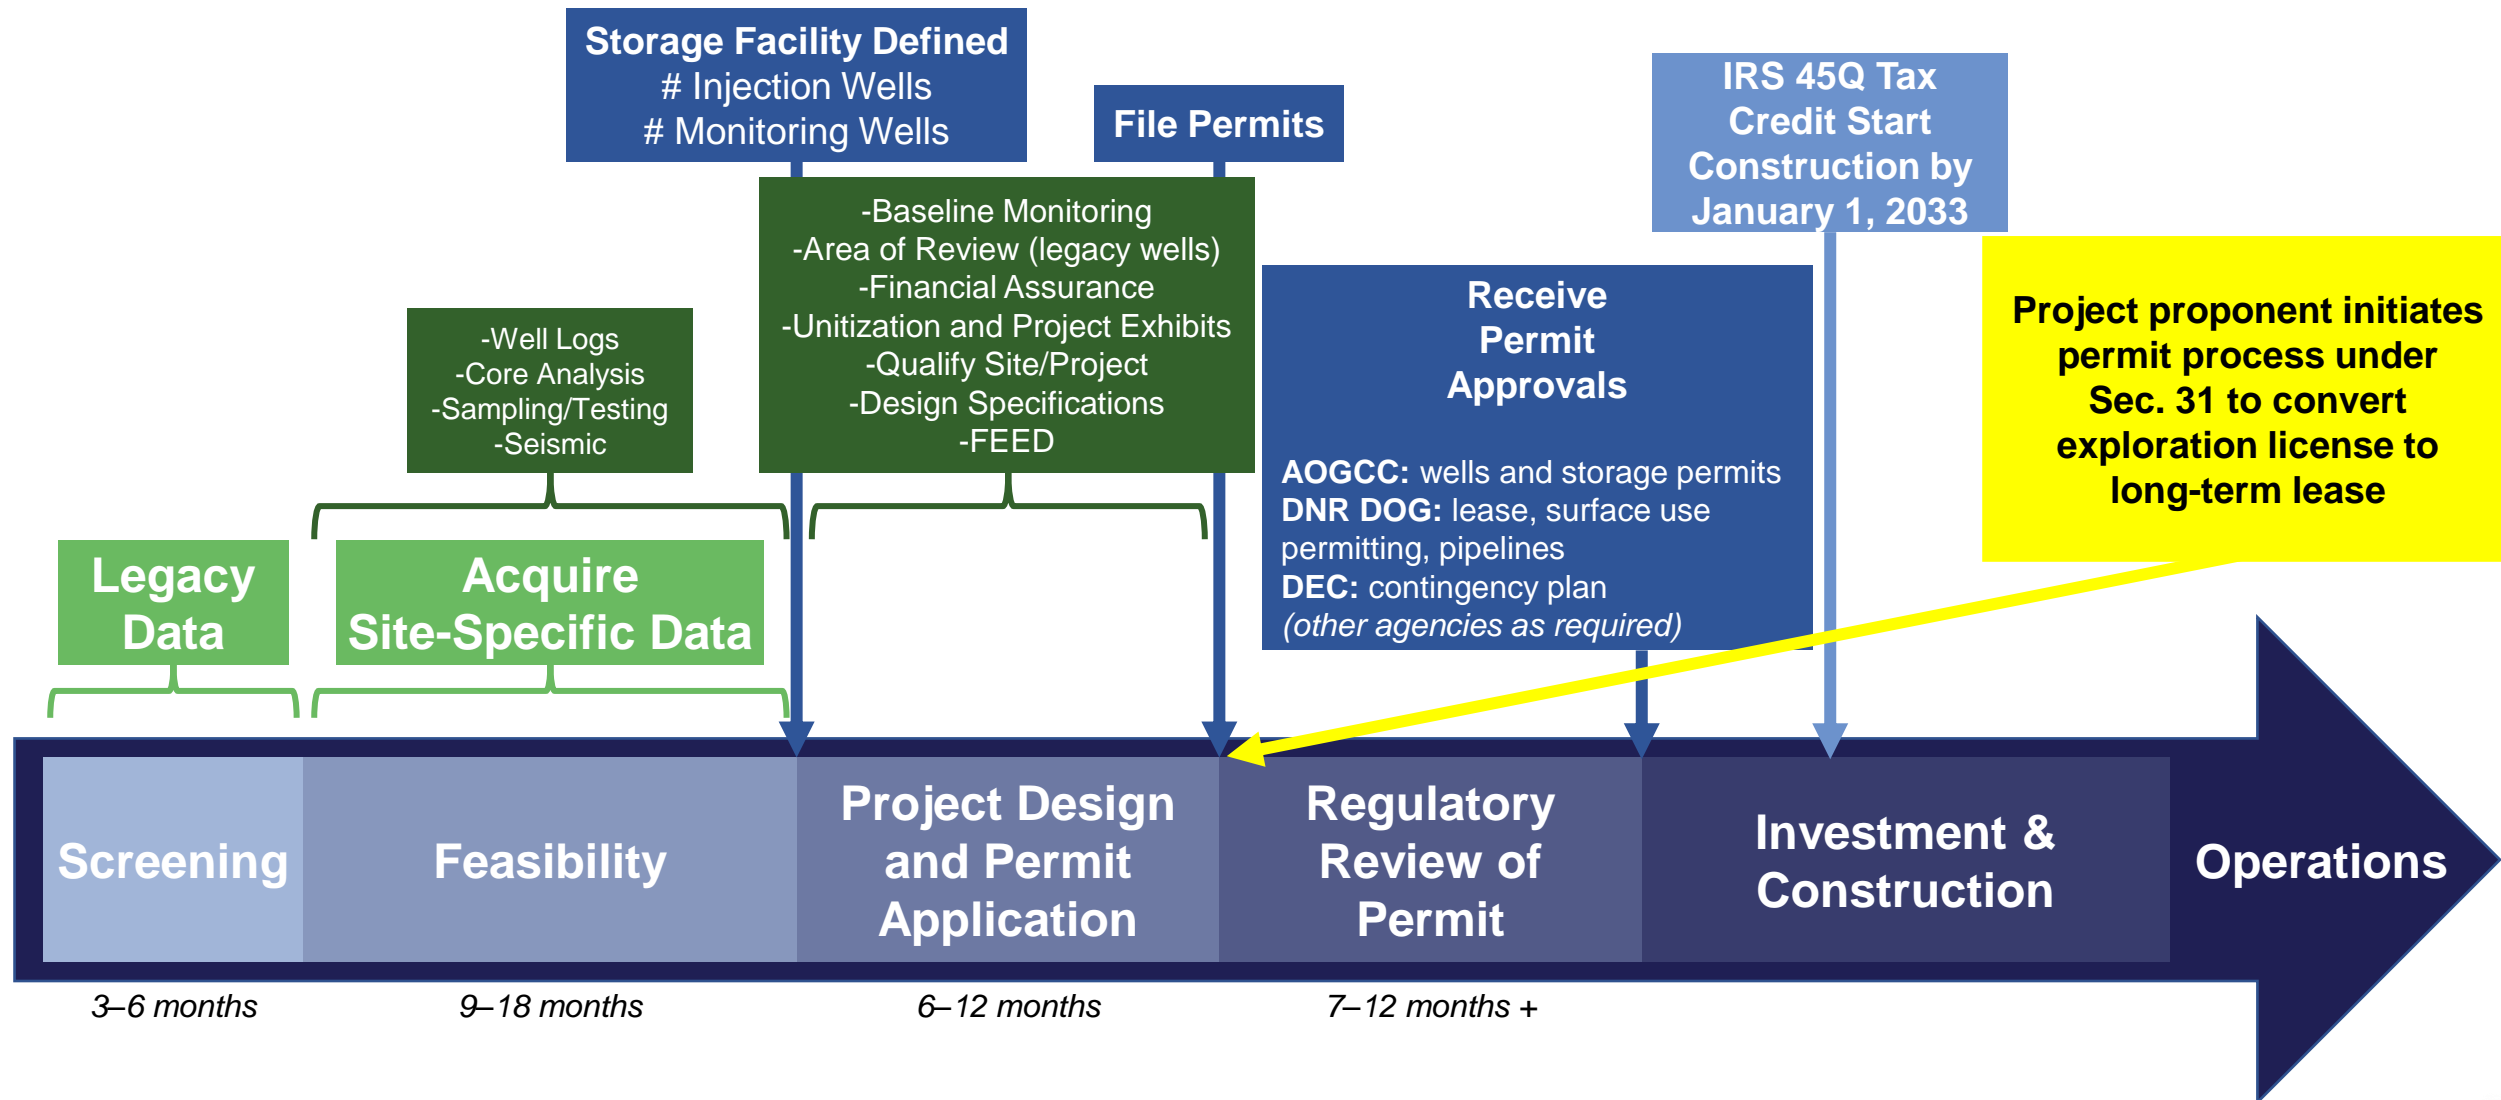 Storage Facility Defined
# Injection Wells
# Monitoring Wells
File Permits
IRS 45Q Tax
Credit Start
Construction by
January 1, 2033
-Baseline Monitoring
-Area of Review (legacy wells)
-Financial Assurance
-Unitization and Project Exhibits
-Qualify Site/Project
-Design Specifications
-FEED
-Well Logs
-Core Analysis
-Sampling/Testing
-Seismic
Receive
Permit
Approvals
AOGCC: wells and storage permits
DNR DOG: lease, surface use
permitting, pipelines
DEC: contingency plan
(other agencies as required)
Project proponent initiates
permit process under
Sec. 31 to convert
exploration license to
long-term lease
Legacy
Data
Acquire
Site-Specific Data
Screening
Feasibility
Project Design
and Permit
Application
Regulatory
Review of
Permit
Investment &
Construction
Operations
3–6 months
9–18 months
6–12 months
7–12 months +